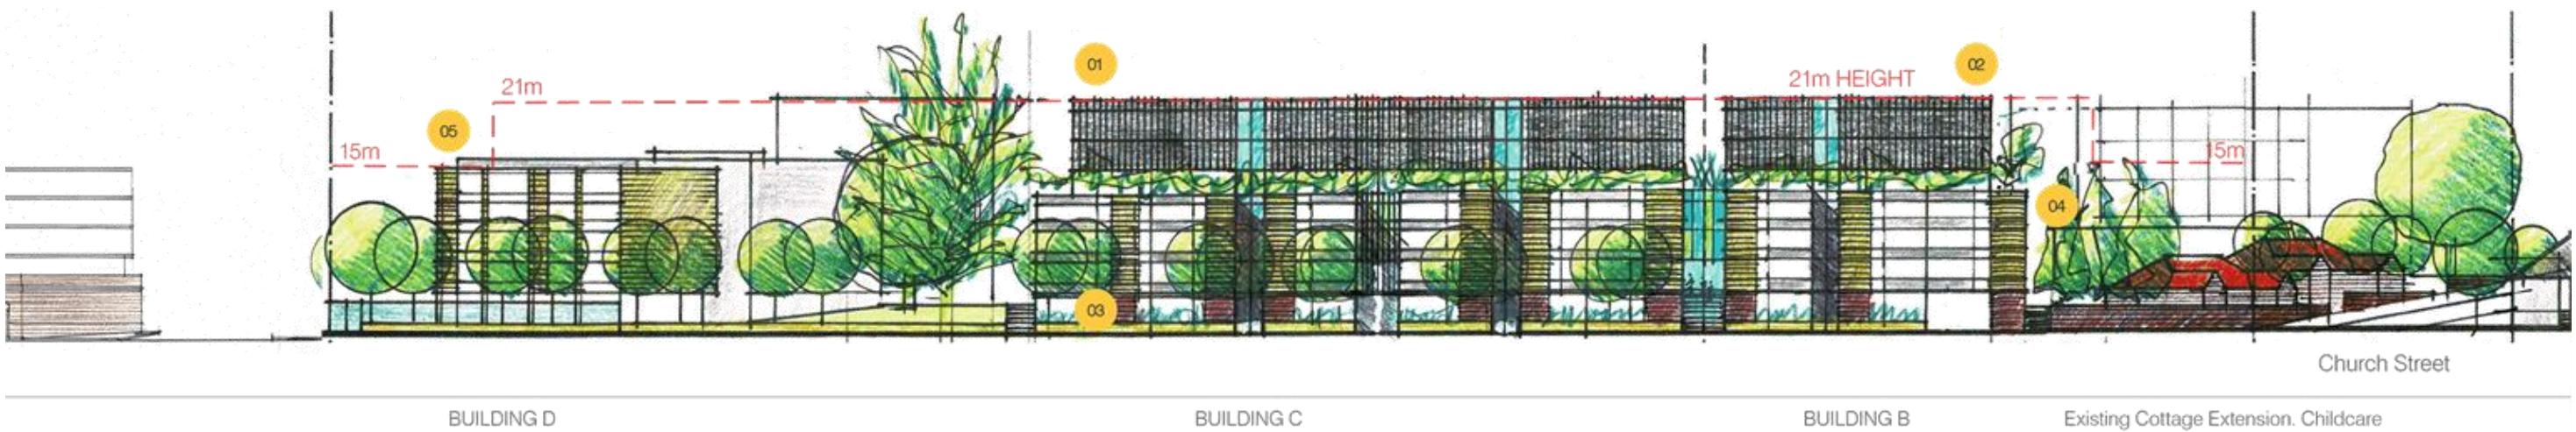 01
02
21m HEIGHT
21m
05
15m
15m
04
03
Church Street
BUILDING D
BUILDING C
BUILDING B
Existing Cottage Extension. Childcare